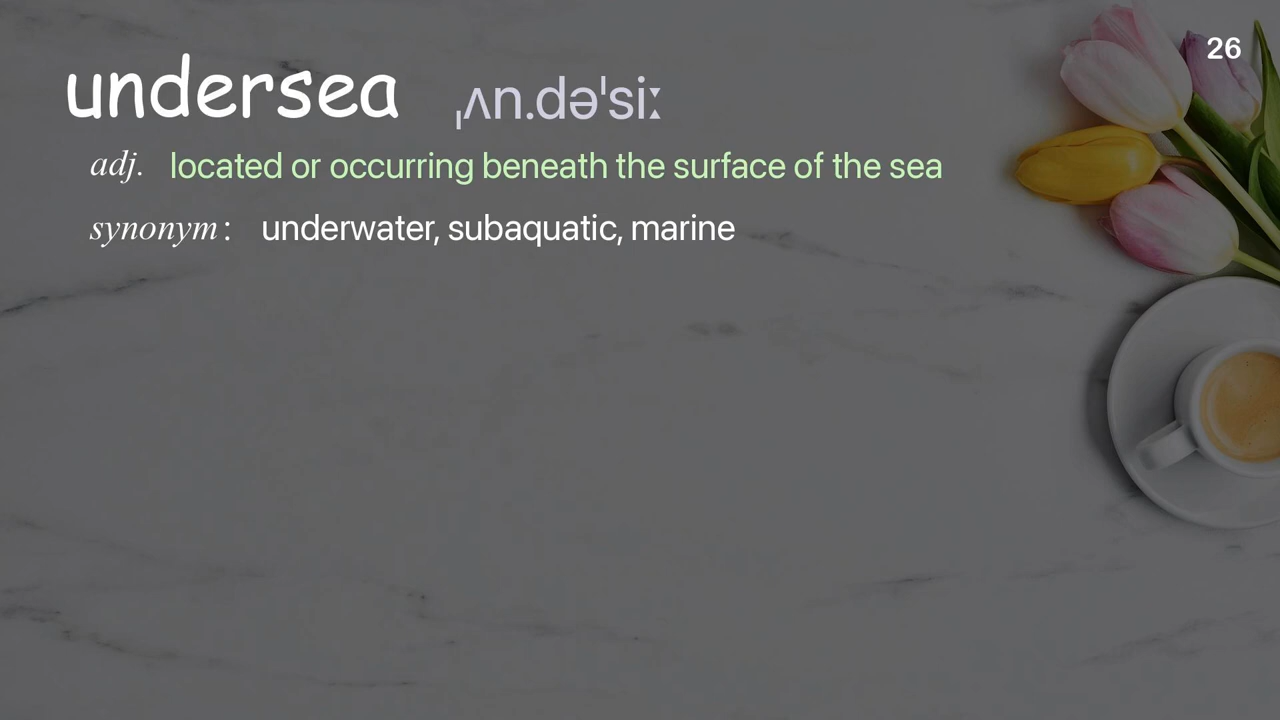 26
undersea ˌʌn.dəˈsiː
adj. located or occurring beneath the surface of the sea
synonym : underwater, subaquatic, marine